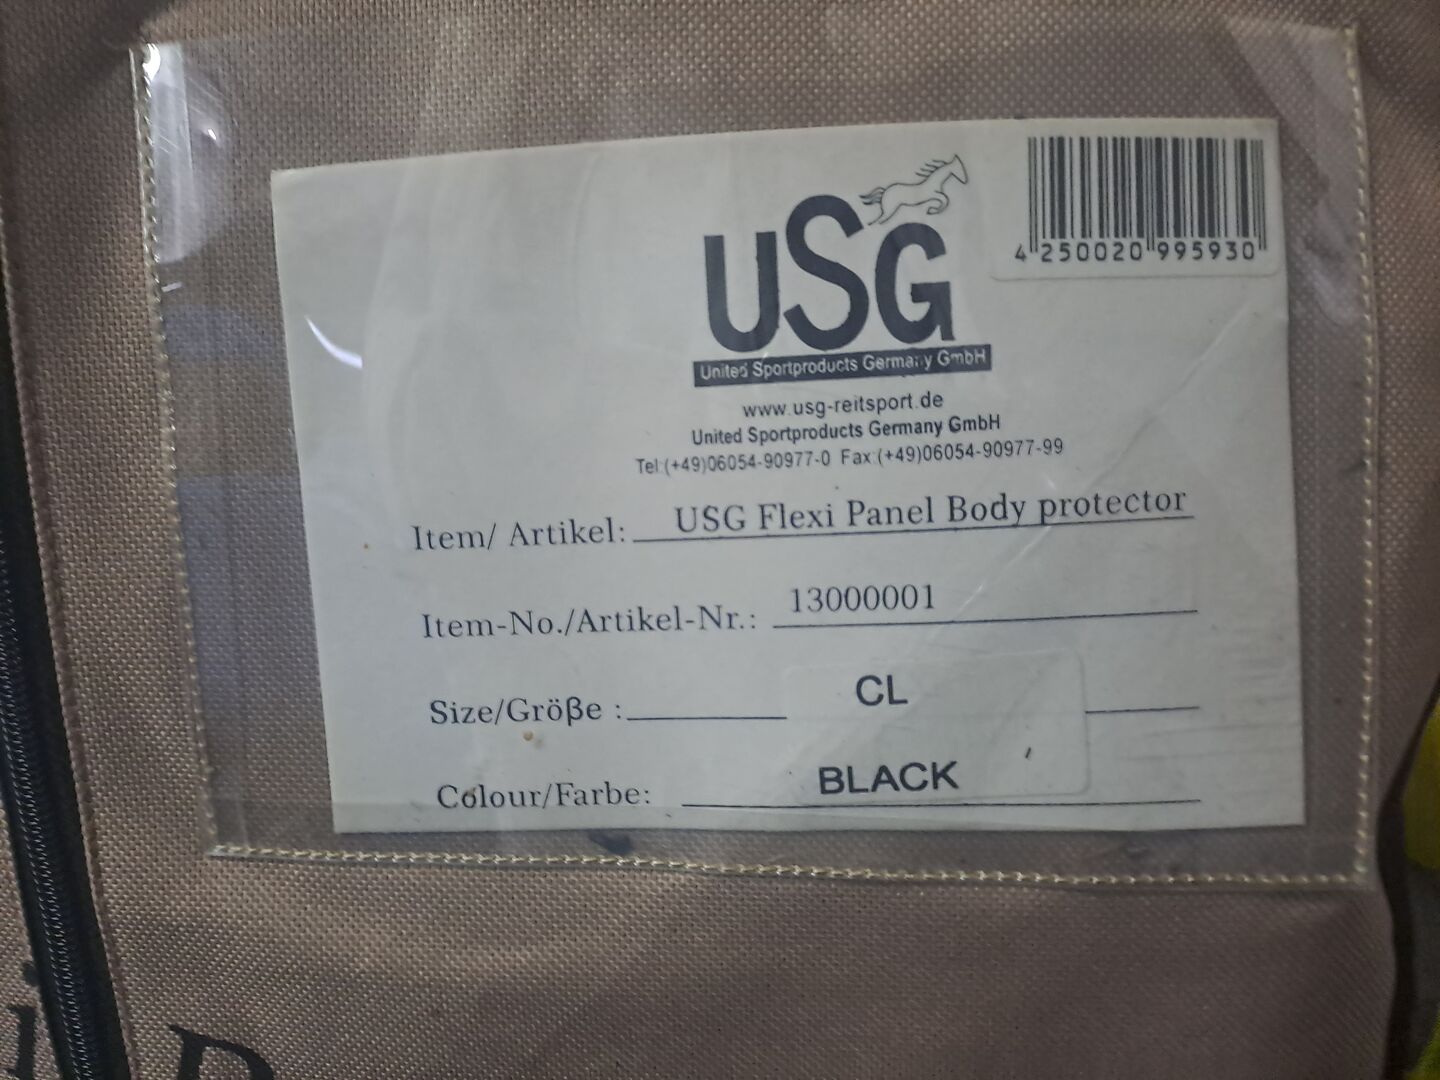 USG
4 250020 995930
United Sportproducts Germany GmbH
www.usg-reitsport.de
United Sportproducts Germany GmbH
Tel:(+49)06054-90977-0 Fax:(+49)06054-90977-99
Item/ Artikel: USG Flexi Panel Body protector
Item-No./Artikel-Nr.: 13000001
Size/Größe : CL
Colour/Farbe: BLACK